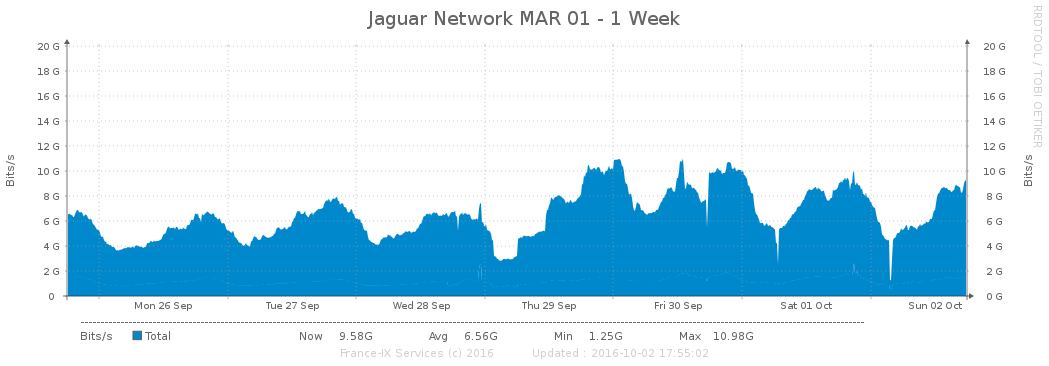 Jaguar Network MAR 01 - 1 Week
RRDTOOL / TOBI OETIKER
Bits/s
20 G 20 G
18 G 18 G
16 G 16 G
14 G 14 G
12 G 12 G
10 G 10 G
8 G 8 G
6 G 6 G
4 G 4 G
2 G 2 G
0 0 G
Bits/s
Mon 26 Sep Tue 27 Sep Wed 28 Sep Thu 29 Sep Fri 30 Sep Sat 01 Oct Sun 02 Oct
Bits/s Total Now 9.58G Avg 6.56G Min 1.25G Max 10.98G
France-IX Services (c) 2016 Updated : 2016-10-02 17:55:02